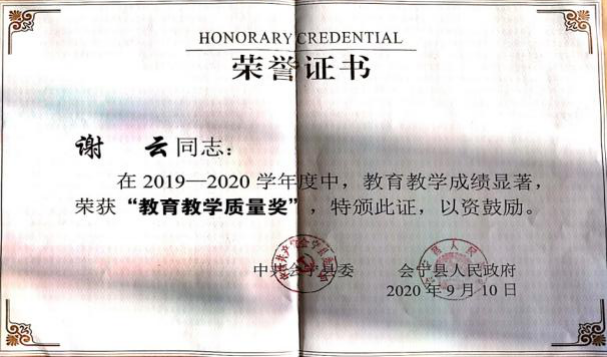 HONORARY CREDENTIAL
荣誉证书
谢 云同志：
在 2019—2020 学年度中，教育教学成绩显著，
荣获“教育教学质量奖”，特颁此证，以资鼓励。
中共会宁县委 会宁县人民政府
2020 年 9 月 10 日